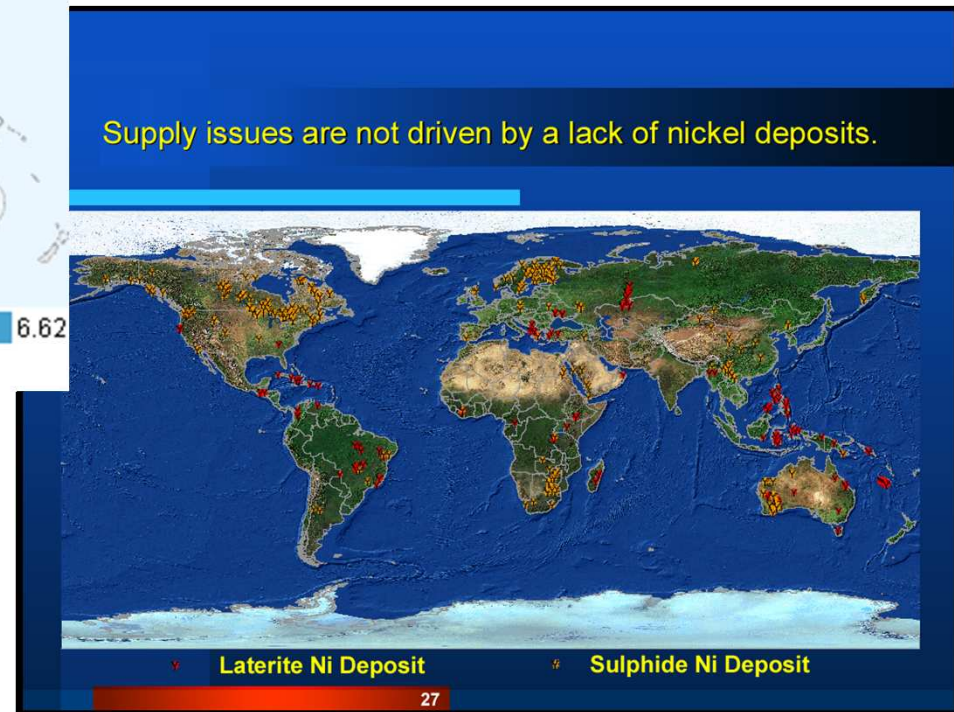 Supply issues are not driven by a lack of nickel deposits.
6.62
Laterite Ni Deposit
Sulphide Ni Deposit
27